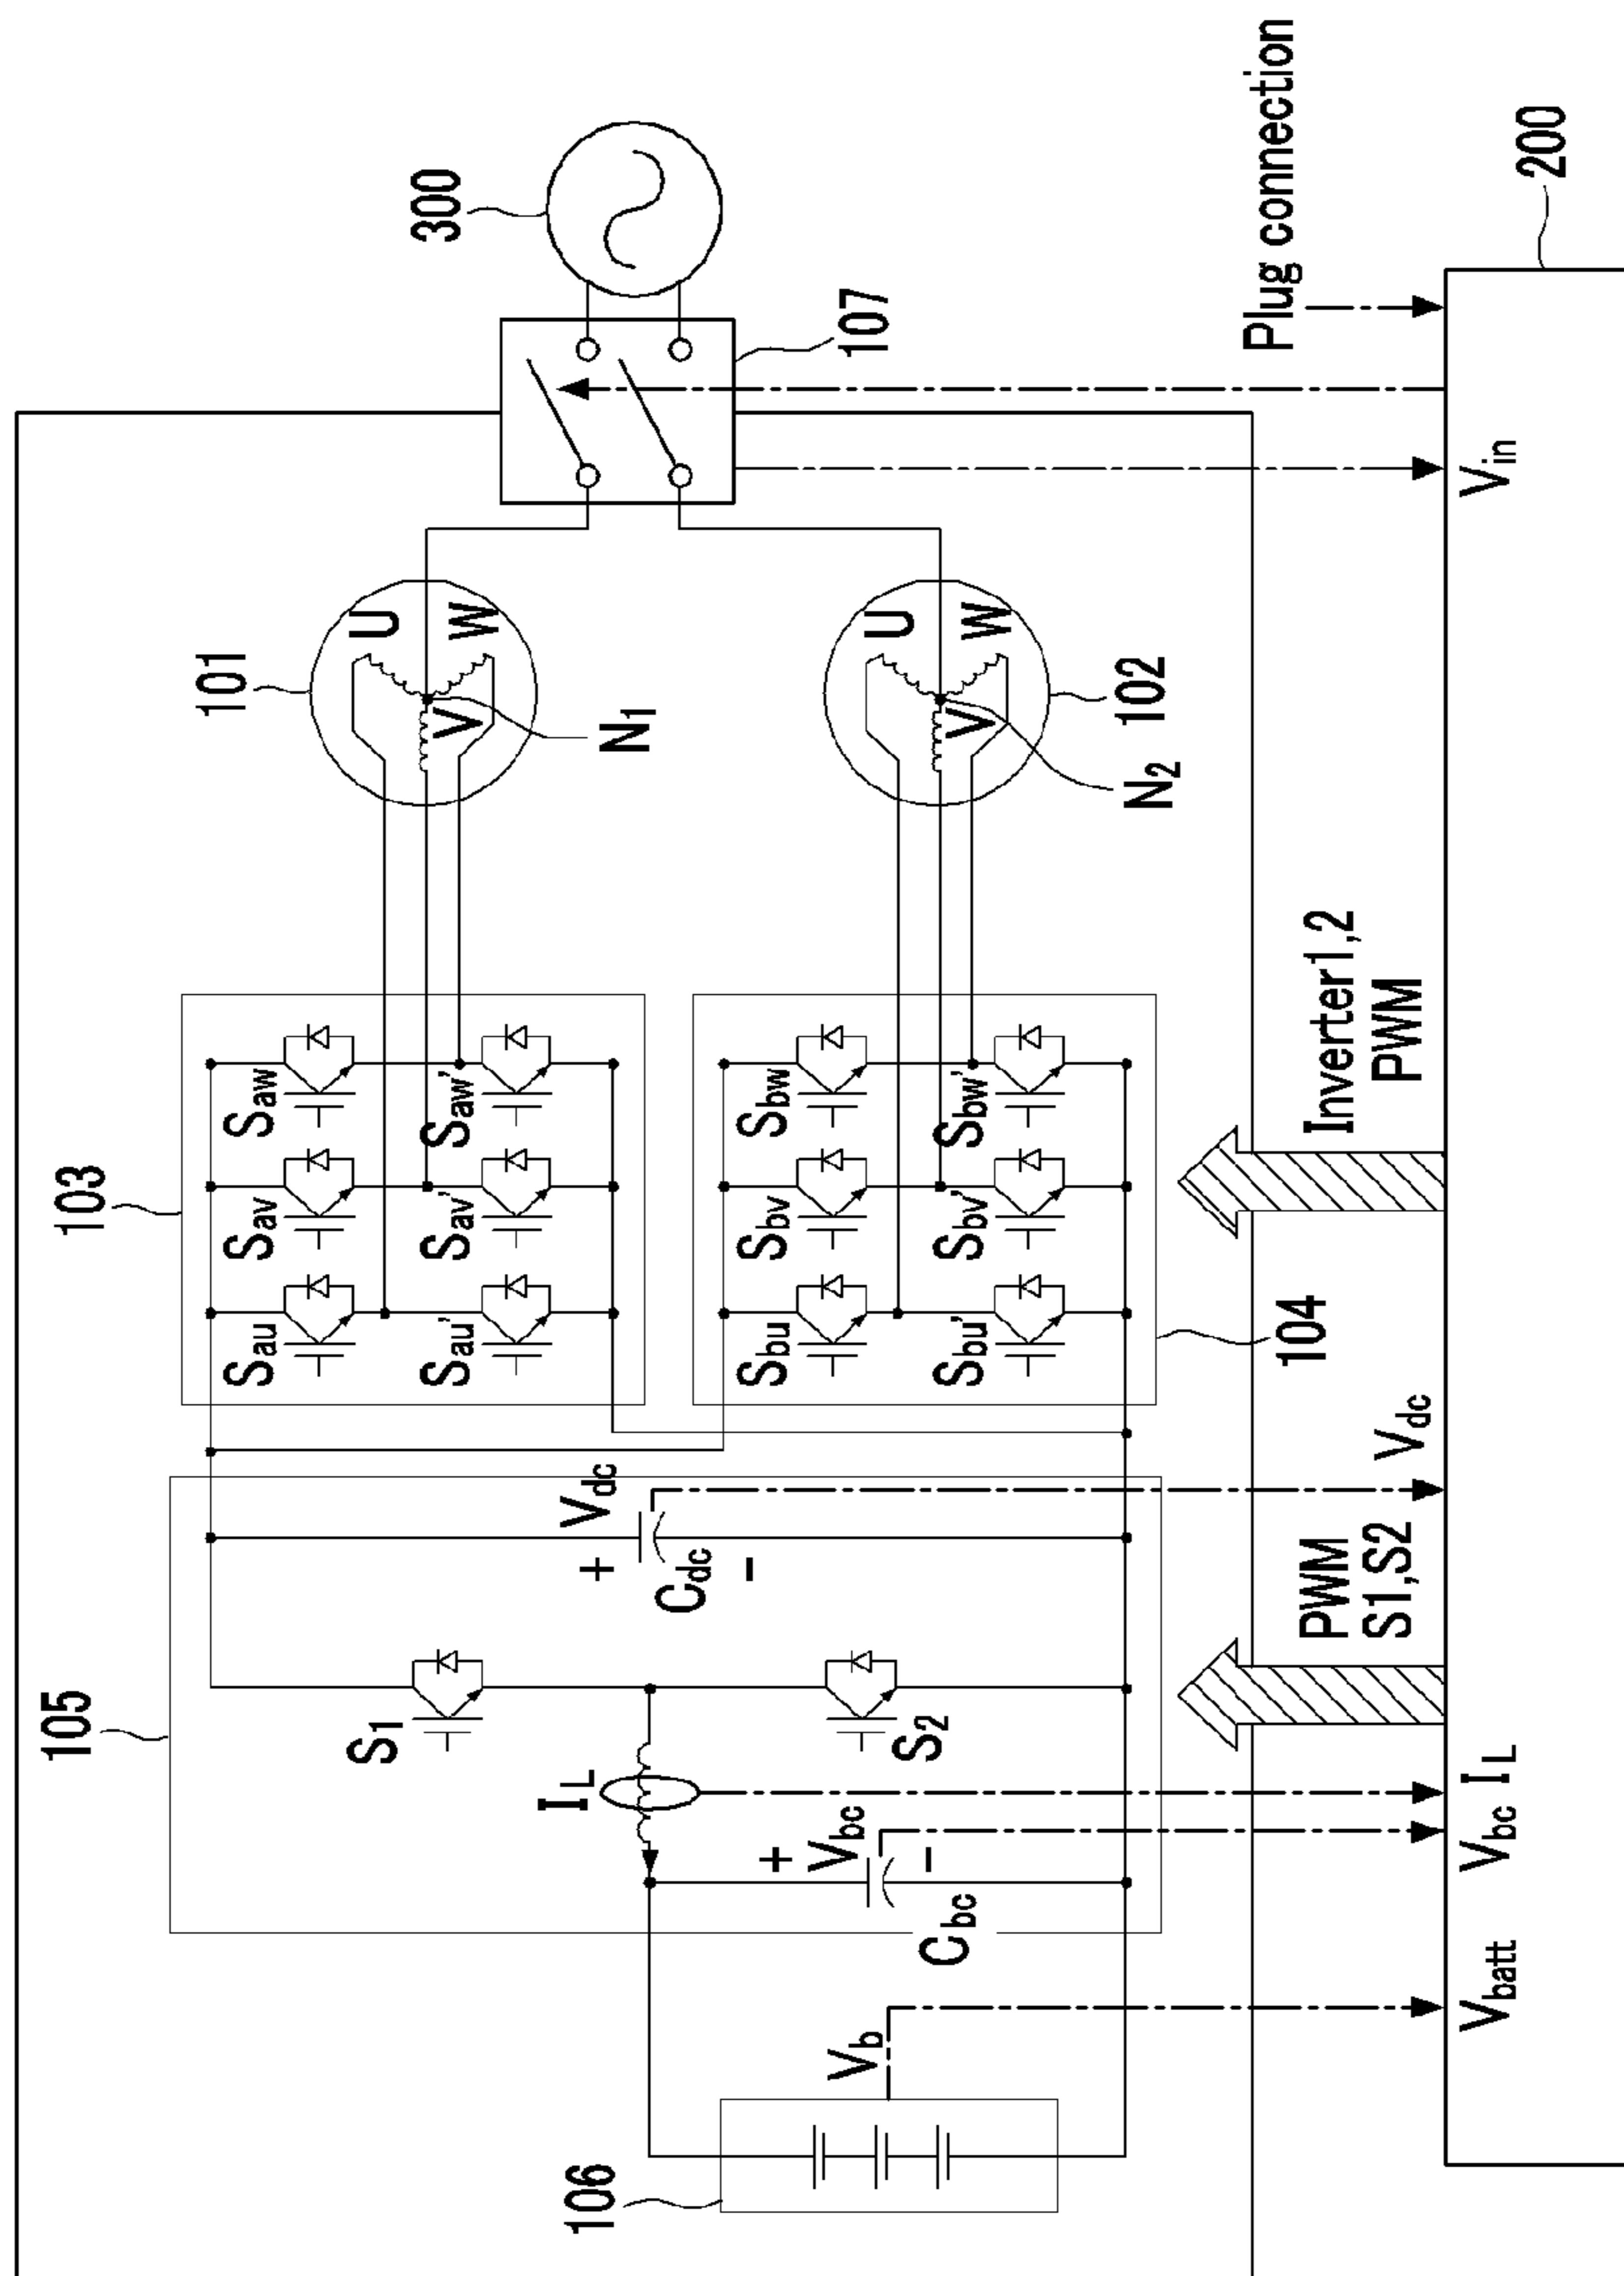 105
103
101
300
S1
Sau
Sav
Saw
U
W
V
Sau'
Sav'
Saw'
IL
+
Vdc
Cdc
-
N1
107
106
Vb
+
Vbc
-
Cbc
S2
Sbu
Sbv
Sbw
U
W
V
Sbu'
Sbv'
Sbw'
102
N2
104
Plug connection
PWM
S1,S2
Inverter1,2
PWM
Vbatt
Vbc
IL
Vdc
Vin
200